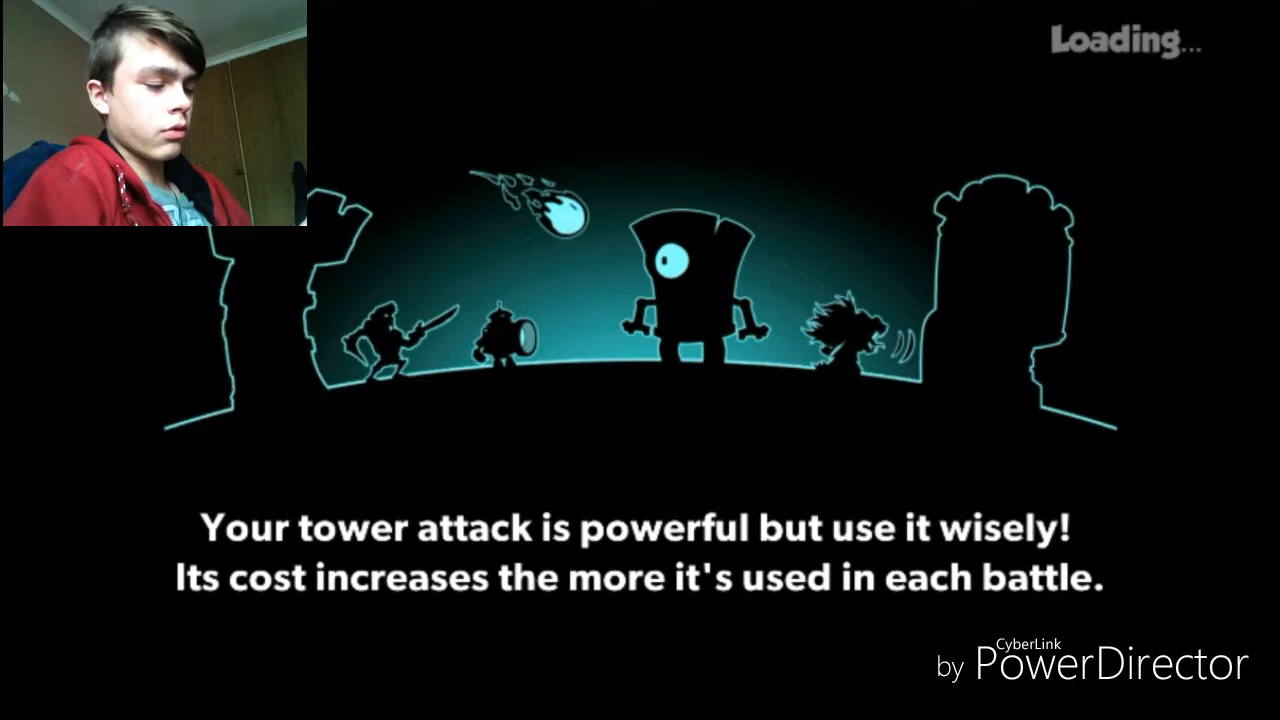 Loading...
Your tower attack is powerful but use it wisely!
Its cost increases the more it's used in each battle.
CyberLink
by PowerDirector